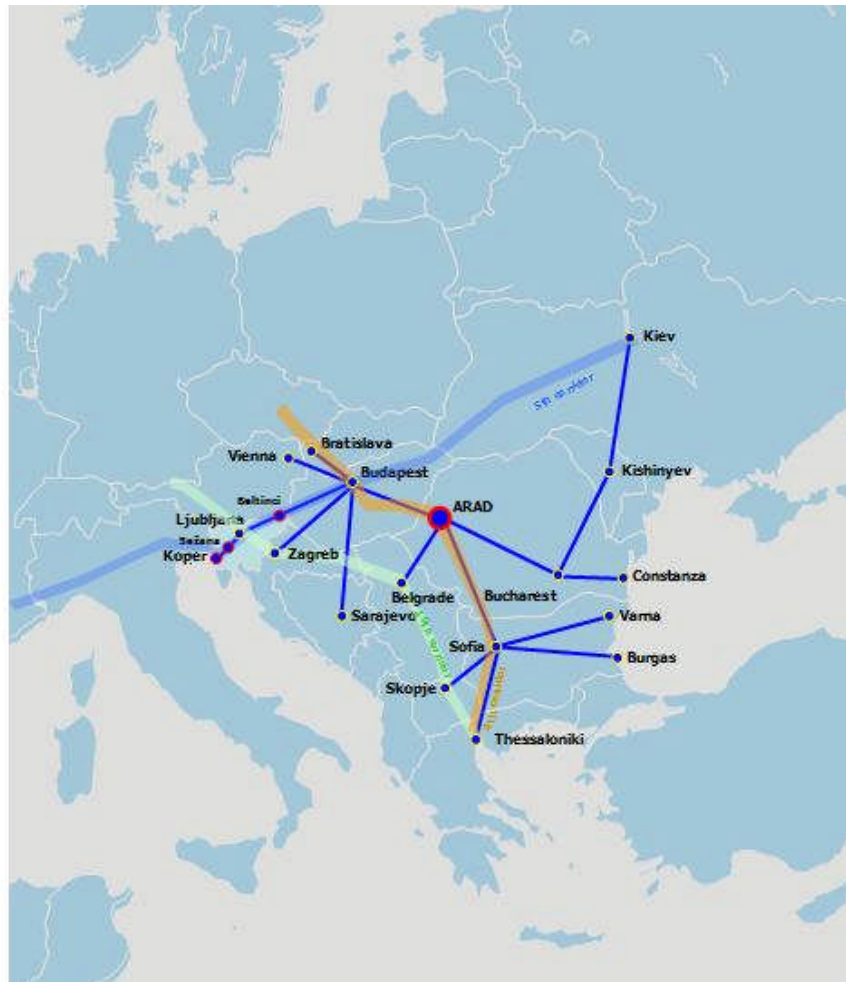 Kiev
Bratislava
Vienna
Budapest
Kishinyev
Beltinci
ARAD
Ljubljana
Sežana
Koper
Zagreb
Constanza
Belgrade
Bucharest
Sarajevo
Varna
Sofia
Burgas
Skopje
Thessaloniki